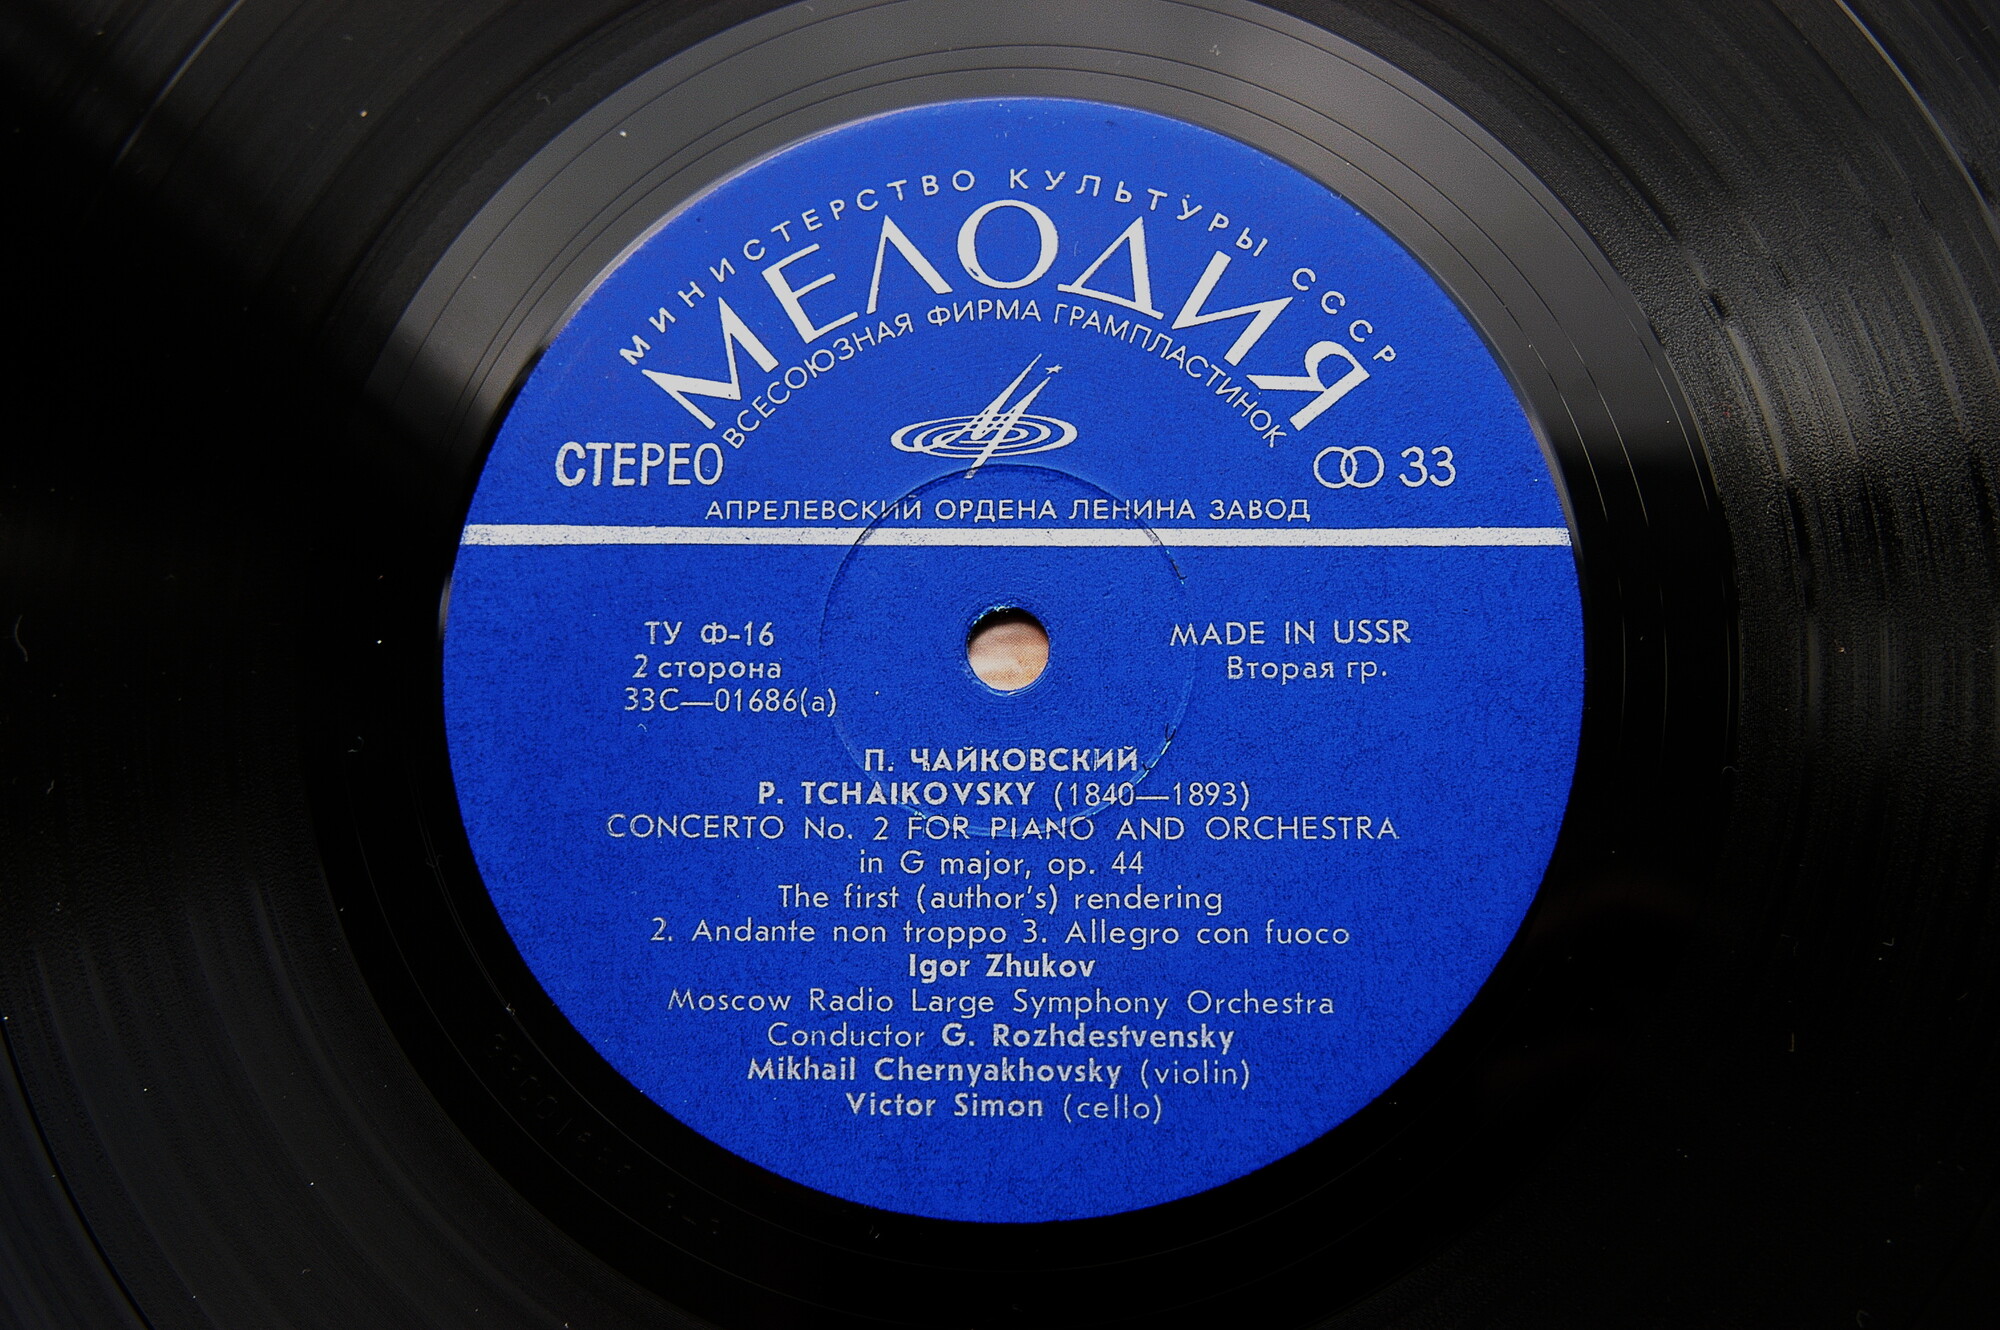 МИНИСТЕРСТВО КУЛЬТУРЫ СССР
МЕЛОДИЯ
ВСЕСОЮЗНАЯ ФИРМА ГРАМПЛАСТИНОК
СТЕРЕО
33
АПРЕЛЕВСКИЙ ОРДЕНА ЛЕНИНА ЗАВОД
ТУ Ф-16
2 сторона
33С—01686(а)
MADE IN USSR
Вторая гр.
П. ЧАЙКОВСКИЙ
P. TCHAIKOVSKY (1840—1893)
CONCERTO No. 2 FOR PIANO AND ORCHESTRA
in G major, op. 44
The first (author's) rendering
2. Andante non troppo 3. Allegro con fuoco
Igor Zhukov
Moscow Radio Large Symphony Orchestra
Conductor G. Rozhdestvensky
Mikhail Chernyakhovsky (violin)
Victor Simon (cello)